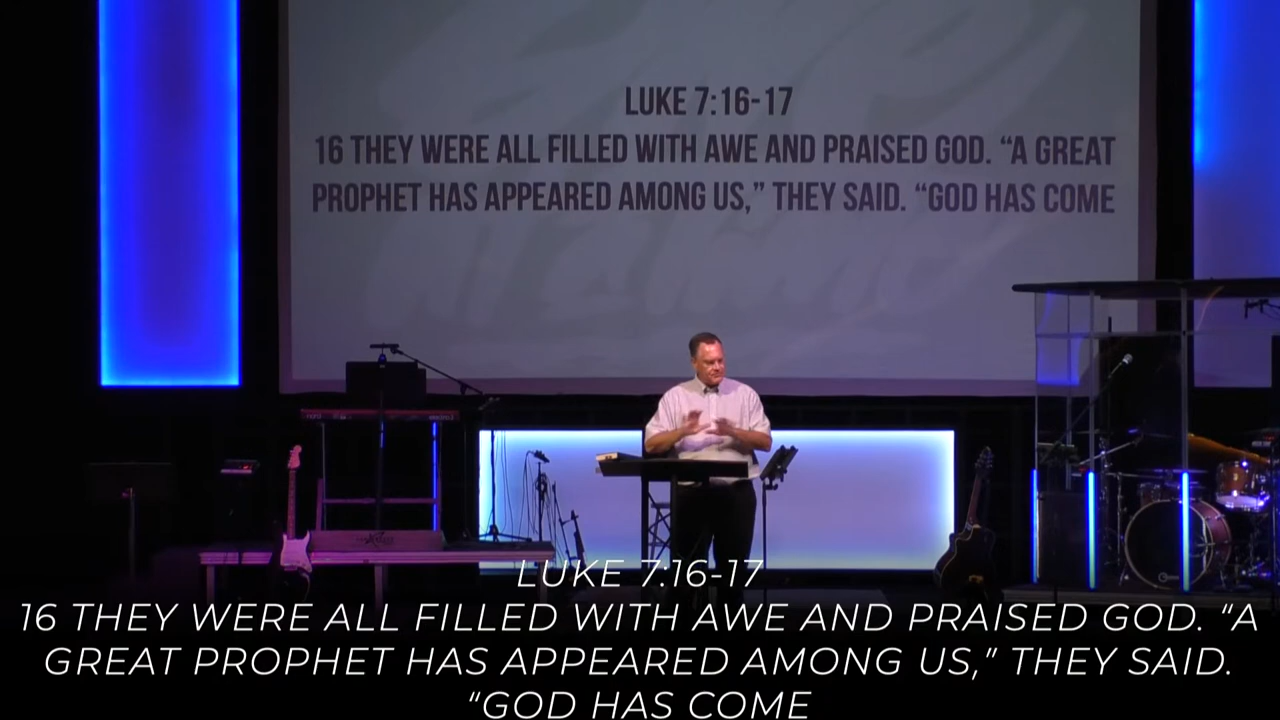 LUKE 7:16-17
16 THEY WERE ALL FILLED WITH AWE AND PRAISED GOD. “A GREAT
PROPHET HAS APPEARED AMONG US,” THEY SAID. “GOD HAS COME
nord
LUKE 7:16-17
16 THEY WERE ALL FILLED WITH AWE AND PRAISED GOD. “A
GREAT PROPHET HAS APPEARED AMONG US,” THEY SAID.
“GOD HAS COME